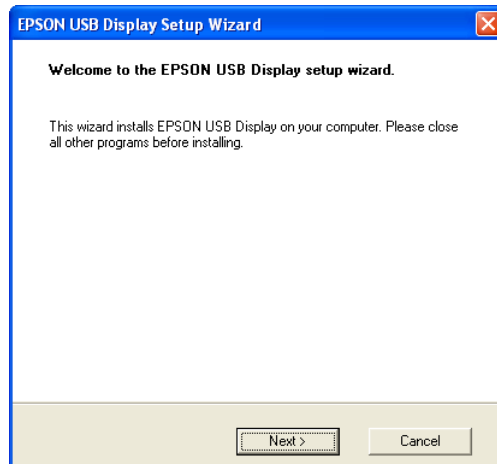 EPSON USB Display Setup Wizard
Welcome to the EPSON USB Display setup wizard.
This wizard installs EPSON USB Display on your computer. Please close
all other programs before installing.
Next >
Cancel